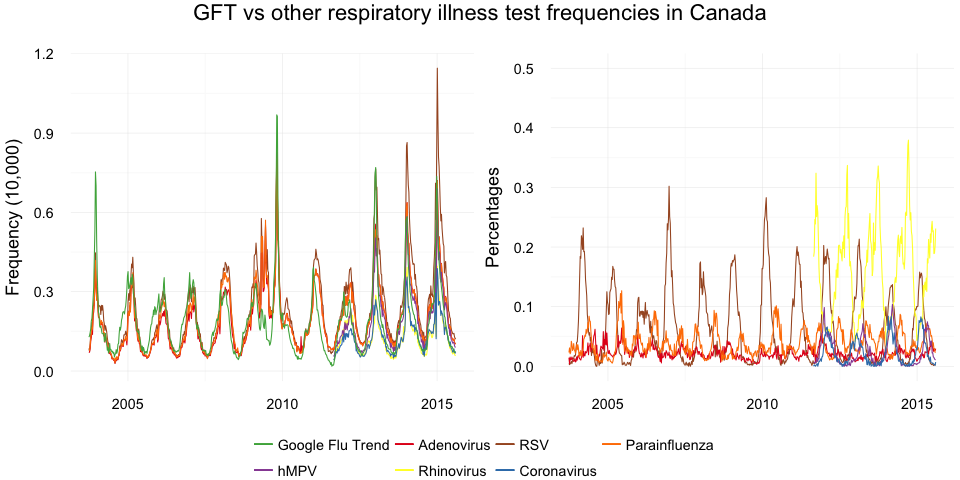 GFT vs other respiratory illness test frequencies in Canada
Frequency (10,000)
1.2
0.9
0.6
0.3
0.0
2005 2010 2015
Percentages
0.5
0.4
0.3
0.2
0.1
0.0
2005 2010 2015
Google Flu Trend Adenovirus RSV Parainfluenza
hMPV Rhinovirus Coronavirus